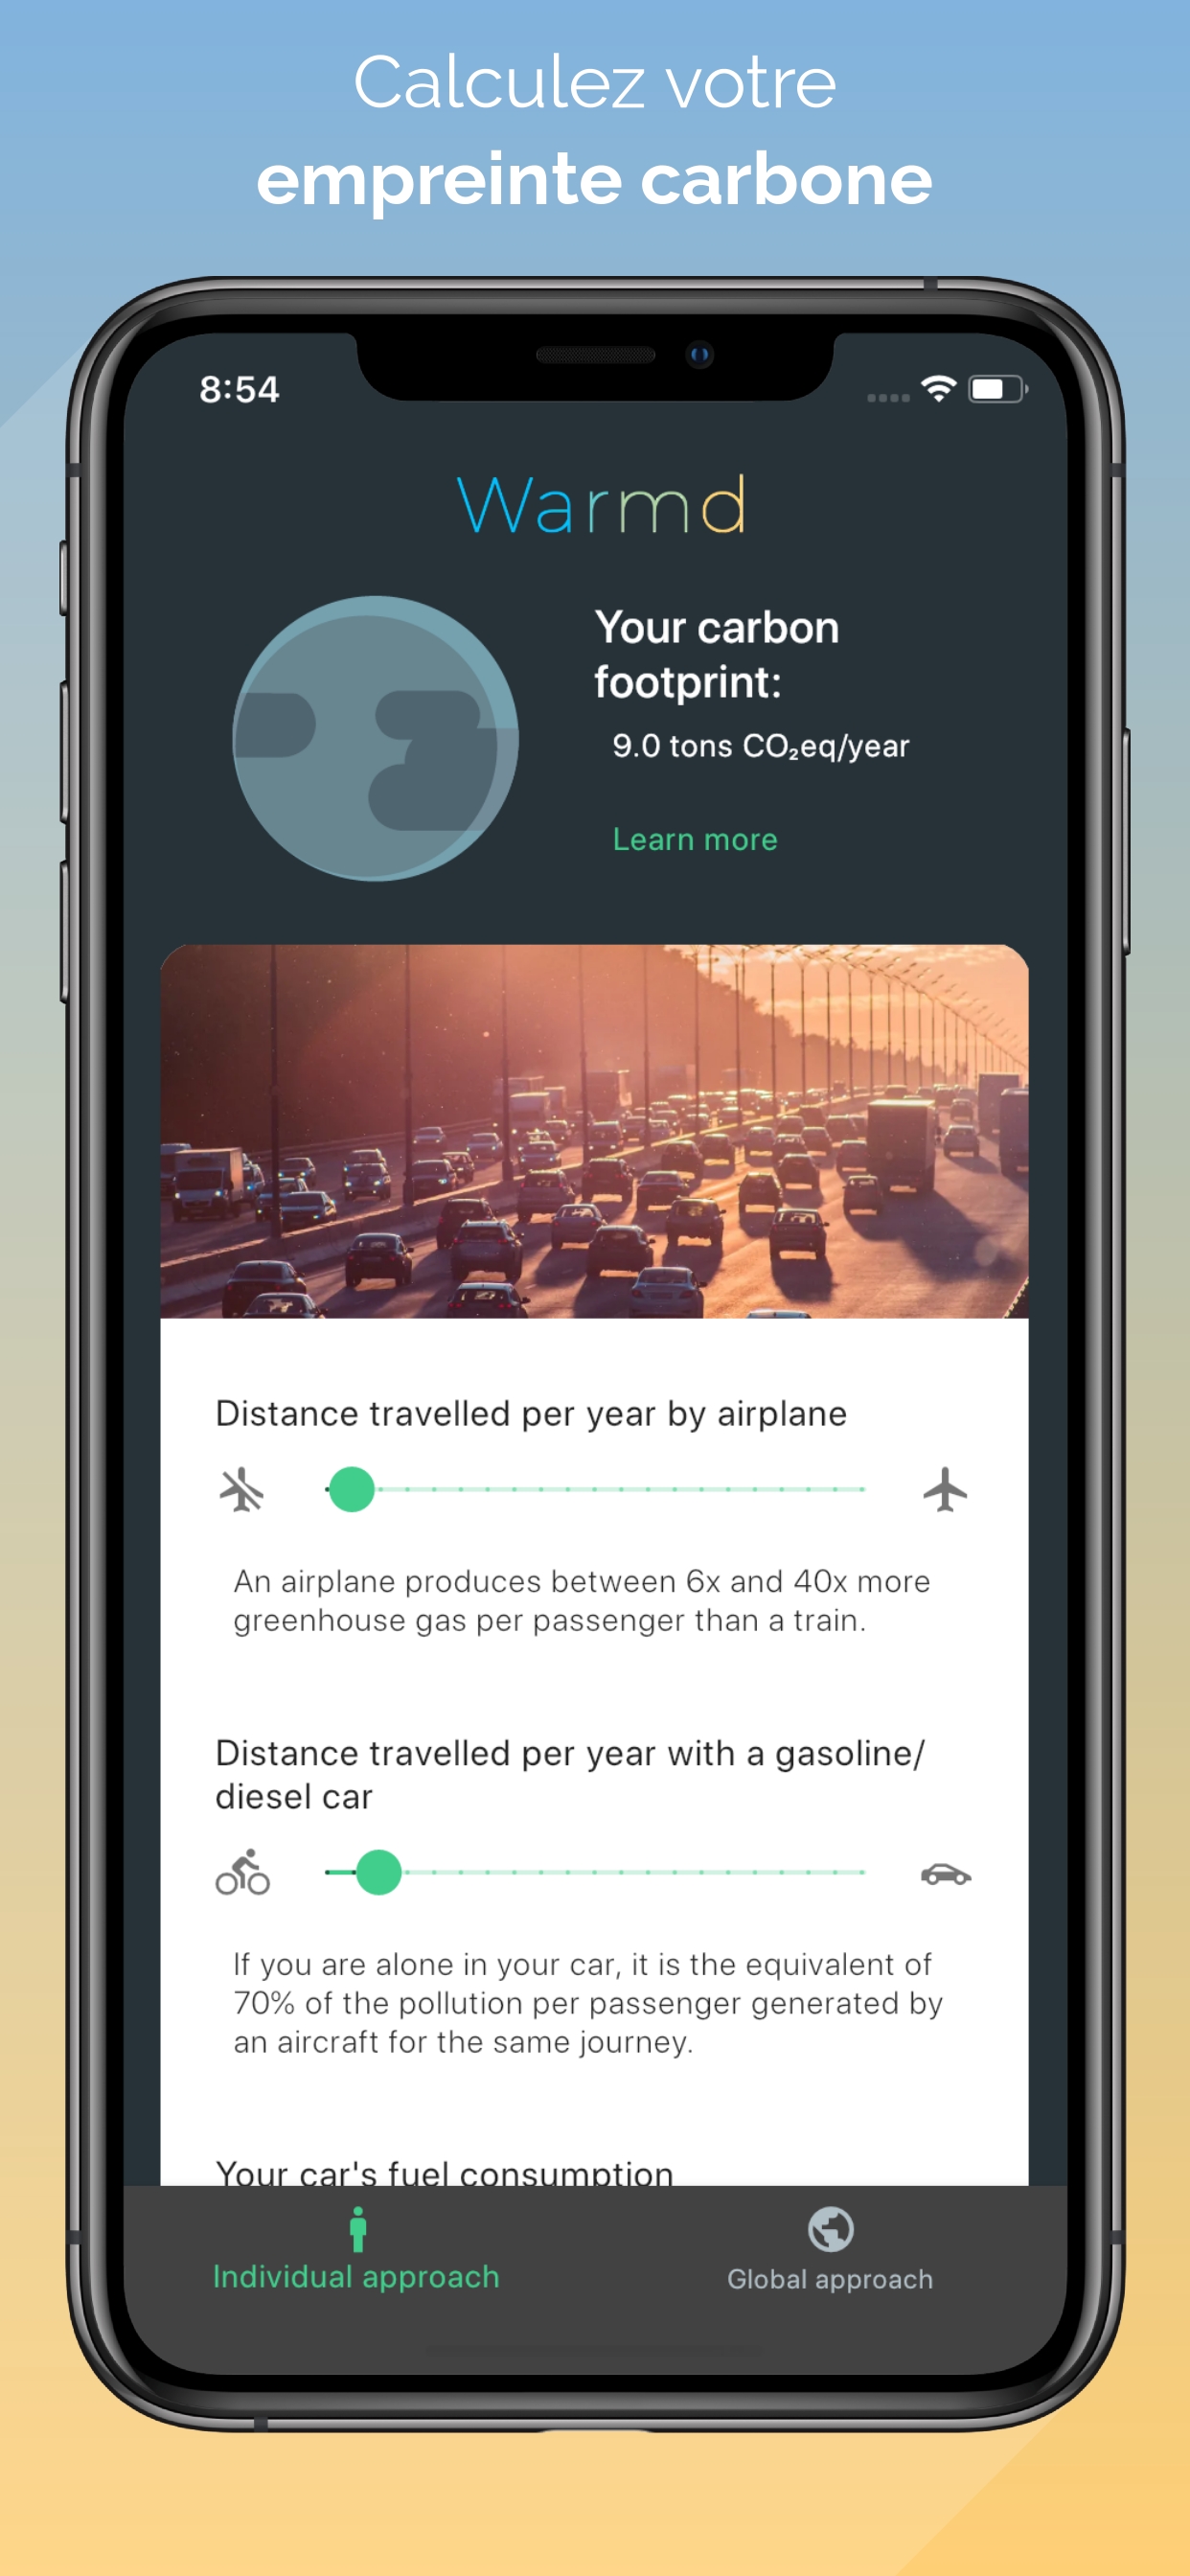 Calculez votre
empreinte carbone
8:54
Warmd
Your carbon
footprint:
9.0 tons CO₂eq/year
Learn more
Distance travelled per year by airplane
An airplane produces between 6x and 40x more
greenhouse gas per passenger than a train.
Distance travelled per year with a gasoline/
diesel car
If you are alone in your car, it is the equivalent of
70% of the pollution per passenger generated by
an aircraft for the same journey.
Your car's fuel consumption
Individual approach
Global approach